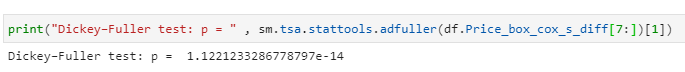 print("Dickey-Fuller test: p = " , sm.tsa.stattools.adfuller(df.Price_box_cox_s_diff[7:])[1])
Dickey-Fuller test: p =  1.1221233286778797e-14